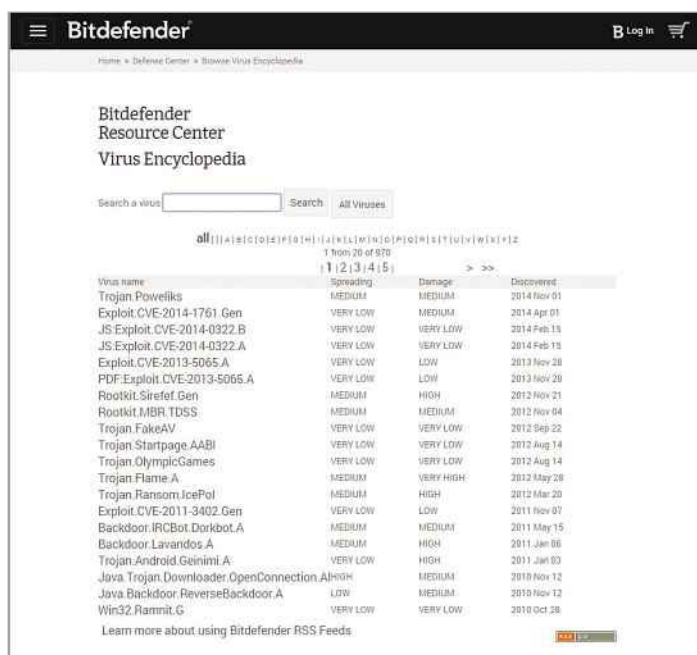 Bitdefender
B Log In
Home » Defense Center » Browse Virus Encyclopedia
Bitdefender
Resource Center
Virus Encyclopedia
Search a virus Search All Viruses
all | | | A | B | C | D | E | F | G | H | I | J | K | L | M | N | O | P | Q | R | S | T | U | V | W | X | Y | Z
1 from 20 of 970
| 1 | 2 | 3 | 4 | 5 | > >>
Virus name Spreading Damage Discovered
Trojan.Poweliks MEDIUM MEDIUM 2014 Nov 01
Exploit.CVE-2014-1761.Gen VERY LOW MEDIUM 2014 Apr 01
JS:Exploit.CVE-2014-0322.B VERY LOW VERY LOW 2014 Feb 15
JS:Exploit.CVE-2014-0322.A VERY LOW VERY LOW 2014 Feb 15
Exploit.CVE-2013-5065.A VERY LOW LOW 2013 Nov 28
PDF:Exploit.CVE-2013-5065.A VERY LOW LOW 2013 Nov 28
Rootkit.Sirefef.Gen MEDIUM HIGH 2012 Nov 21
Rootkit.MBR.TDSS MEDIUM MEDIUM 2012 Nov 04
Trojan.FakeAV VERY LOW VERY LOW 2012 Sep 22
Trojan.Startpage.AABI VERY LOW VERY LOW 2012 Aug 14
Trojan.OlympicGames VERY LOW VERY LOW 2012 Aug 14
Trojan.Flame.A MEDIUM VERY HIGH 2012 May 28
Trojan.Ransom.IcePol MEDIUM HIGH 2012 Mar 20
Exploit.CVE-2011-3402.Gen VERY LOW LOW 2011 Nov 07
Backdoor.IRCBot.Dorkbot.A MEDIUM MEDIUM 2011 May 15
Backdoor.Lavandos.A MEDIUM HIGH 2011 Jan 06
Trojan.Android.Geinimi.A VERY LOW HIGH 2011 Jan 03
Java.Trojan.Downloader.OpenConnection.AI HIGH MEDIUM 2010 Nov 12
Java.Backdoor.ReverseBackdoor.A LOW MEDIUM 2010 Nov 12
Win32.Ramnit.G VERY LOW VERY LOW 2010 Oct 28
Learn more about using Bitdefender RSS Feeds